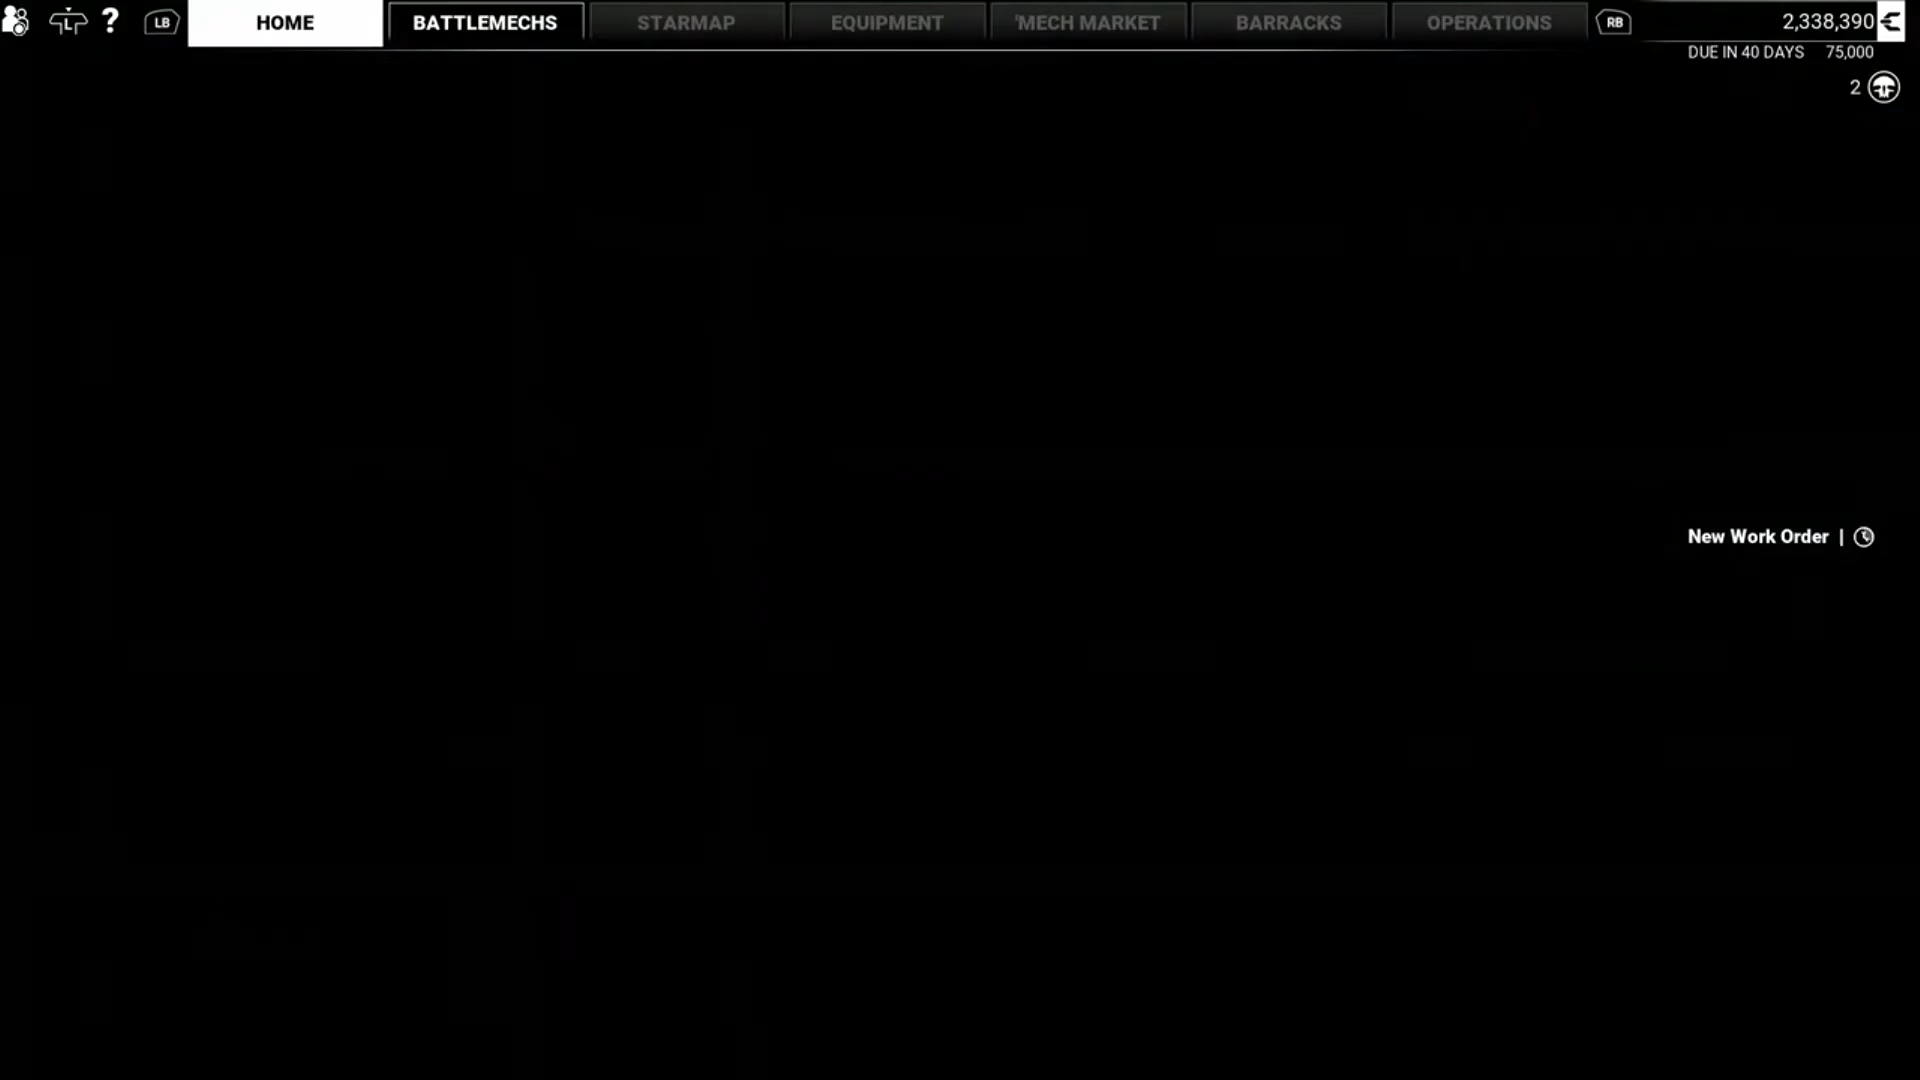 ? LB HOME BATTLEMECHS STARMAP EQUIPMENT 'MECH MARKET BARRACKS OPERATIONS RB 2,338,390
DUE IN 40 DAYS 75,000
2
New Work Order |